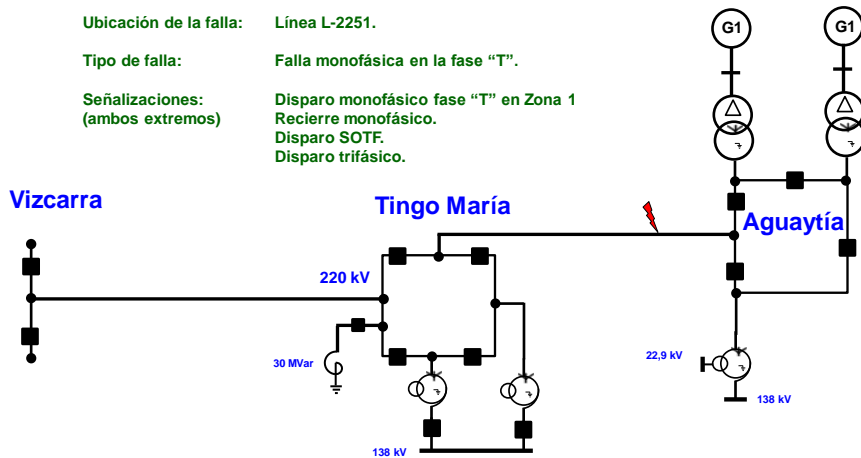 Ubicación de la falla: Línea L-2251.
Tipo de falla: Falla monofásica en la fase “T”.
Señalizaciones: Disparo monofásico fase “T” en Zona 1
(ambos extremos) Recierre monofásico.
Disparo SOTF.
Disparo trifásico.
G1
G1
Vizcarra
Tingo María
Aguaytía
220 kV
30 MVar
22,9 kV
138 kV
138 kV